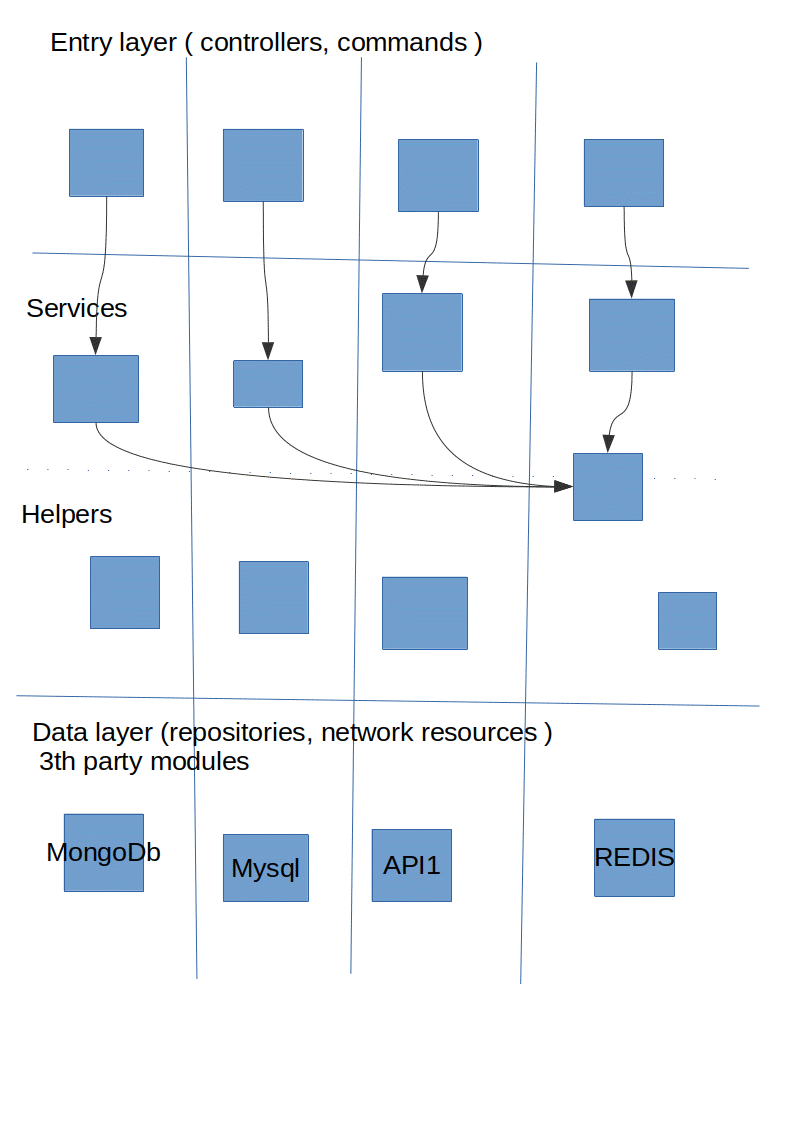 Entry layer ( controllers, commands )
Services
Helpers
Data layer (repositories, network resources )
3th party modules
MongoDb
Mysql
API1
REDIS